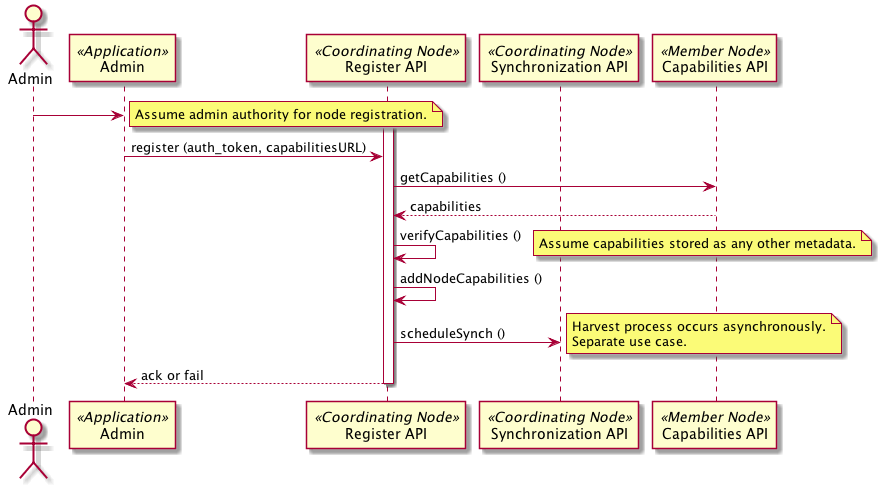 Admin
«Application»
Admin
«Coordinating Node»
Register API
«Coordinating Node»
Synchronization API
«Member Node»
Capabilities API
Assume admin authority for node registration.
register (auth_token, capabilitiesURL)
getCapabilities ()
capabilities
verifyCapabilities ()
Assume capabilities stored as any other metadata.
addNodeCapabilities ()
scheduleSynch ()
Harvest process occurs asynchronously.
Separate use case.
ack or fail
Admin
«Application»
Admin
«Coordinating Node»
Register API
«Coordinating Node»
Synchronization API
«Member Node»
Capabilities API